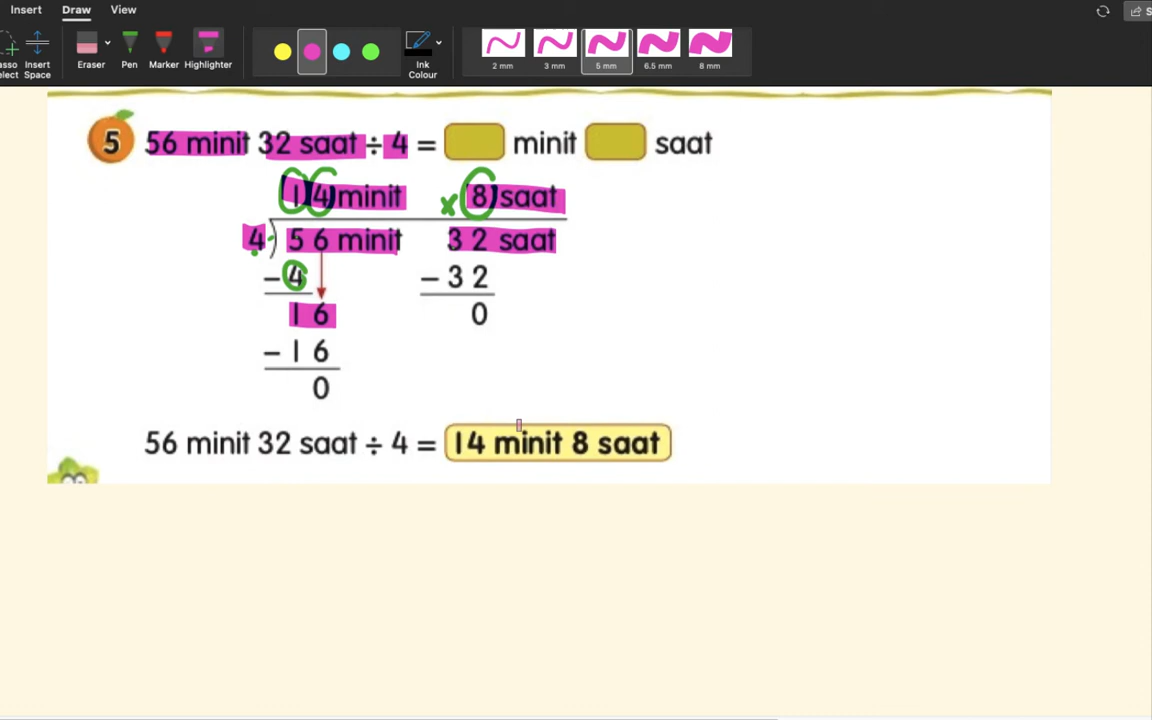 Insert Draw View
asso
elect
Insert
Space
Eraser
Pen
Marker
Highlighter
Ink
Colour
2 mm
3 mm
5 mm
6.5 mm
8 mm
S
5 56 minit 32 saat ÷ 4 = minit saat
14 minit × 8 saat
4 ) 56 minit 32 saat
− 4 − 32
16 0
− 16
0
56 minit 32 saat ÷ 4 = 14 minit 8 saat